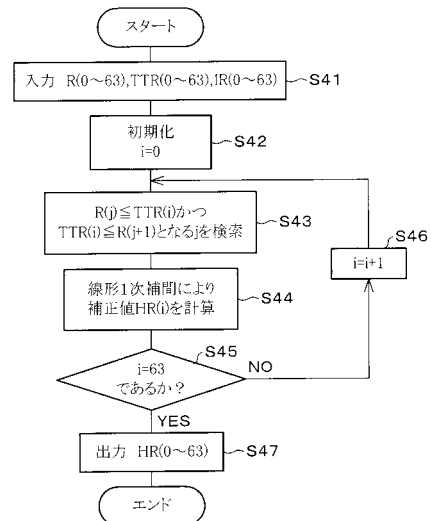 スタート
入力 R(0～63),TTR(0～63),IR(0～63)
S41
初期化
i=0
S42
R(j)≦TTR(i)かつ
TTR(i)≦R(j+1)となるjを検索
S43
S46
i=i+1
線形1次補間により
補正値HR(i)を計算
S44
S45
i=63
であるか？
NO
YES
出力 HR(0～63)
S47
エンド